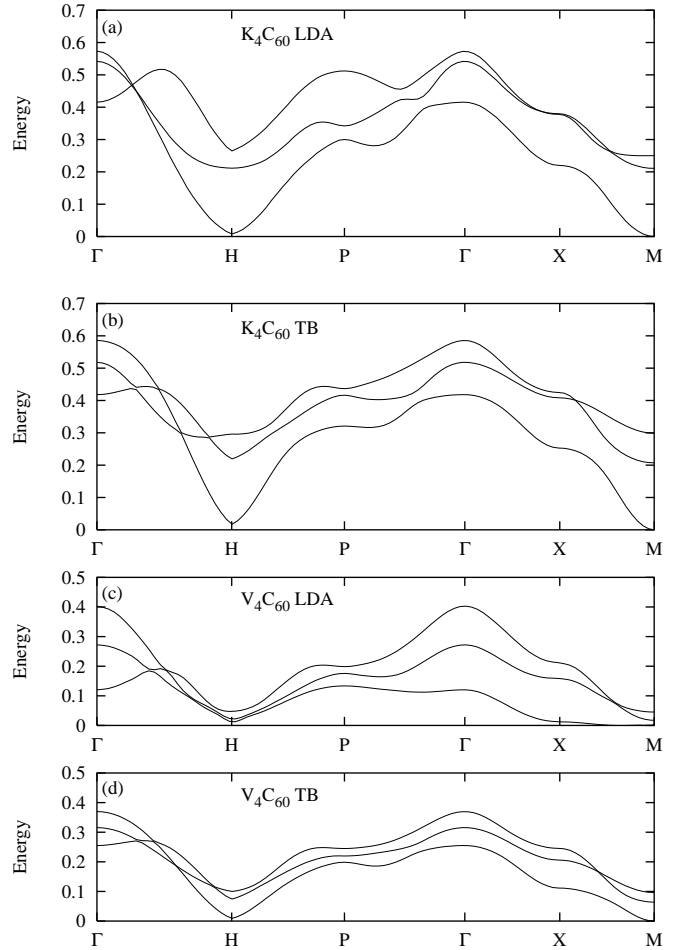 (a) K4C60 LDA
0.7
0.6
0.5
0.4
0.3
0.2
0.1
0
Energy
Γ H P Γ X M
(b) K4C60 TB
0.7
0.6
0.5
0.4
0.3
0.2
0.1
0
Energy
Γ H P Γ X M
(c) V4C60 LDA
0.5
0.4
0.3
0.2
0.1
0
Energy
Γ H P Γ X M
(d) V4C60 TB
0.5
0.4
0.3
0.2
0.1
0
Energy
Γ H P Γ X M